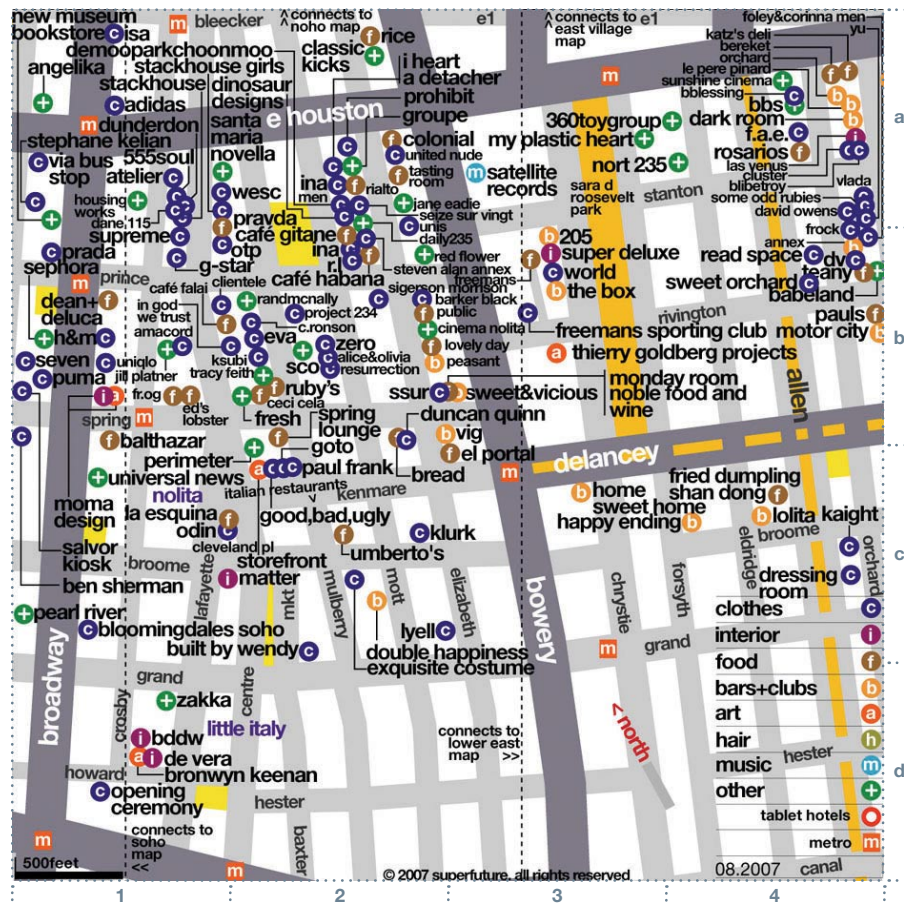 new museum
bookstore
c isa
m bleecker
^ connects to
noho map
f rice
e1
^ connects to e1
east village
map
foley&corinna men
yu
demoo parkchoonmoo
stackhouse girls
classic
kicks
katz's deli
bereket
orchard
le pere pinard
angelika
stackhouse
dinosaur
designs
i heart
a detacher
prohibit
groupe
m
sunshine cinema
bblessing
bbs
c adidas
e houston
santa
maria
novella
360toygroup
dark room
m dunderdon
f colonial
my plastic heart
f.a.e.
stephane kelian
c via bus
stop
555soul
atelier
c united nude
f tasting
room
m satellite
records
nort 235
rosarios
las venus
cluster
blibetroy
housing
works
dane 115
c wesc
ina
men
rialto
jane eadie
seize sur vingt
unis
daily235
sara d
roosevelt
park
stanton
vlada
some odd rubies
david owens
frock
supreme
pravda
café
gitane
otp
ina
r.l
red flower
steven alan annex
205
super deluxe
annex
read space
dv
prada
g-star
café habana
freemans
world
teany
sephora
m
prince
clientele
café falai
sigerson morrison
the box
sweet orchard
babeland
dean+
deluca
in god
we trust
amacord
randmcnally
project 234
c.ronson
barker black
public
cinema nolita
rivington
pauls
motor city
h&m
eva
zero
lovely day
freemans sporting club
seven
uniqlo
jill platner
ksubi
tracy feith
alice&olivia
sco
resurrection
peasant
thierry goldberg projects
puma
i
fr.og
ed's
lobster
ruby's
ceci cela
fresh
ssur
sweet&vicious
monday room
noble food and
wine
allen
spring
m
spring
lounge
goto
duncan quinn
balthazar
perimeter
vig
el portal
delancey
universal news
a
paul frank
bread
m
fried dumpling
shan dong
nolita
italian restaurants
v
kenmare
home
sweet home
happy ending
moma
design
la esquina
odin
good,bad,ugly
lolita
kaight
cleveland pl
klurk
umberto's
broome
salvor
kiosk
broome
storefront
matter
eldridge
orchard
ben sherman
lafayette
mkt
mulberry
mott
elizabeth
bowery
chrystie
forsyth
dressing
room
pearl river
clothes c
bloomingdales soho
built by wendy
lyell
double happiness
exquisite costume
grand
m
interior i
food f
grand
centre
bars+clubs b
broadway
crosby
zakka
art a
little italy
connects to
lower east
map >>
< north
hair h
bddw
music m
a i de vera
bronwyn keenan
hester
other +
howard
opening
ceremony
hester
tablet hotels
m
connects to
soho
map
<<
baxter
metro m
500feet
m
© 2007 superfuture. all rights reserved
08.2007
canal
a
b
c
d
1 2 3 4